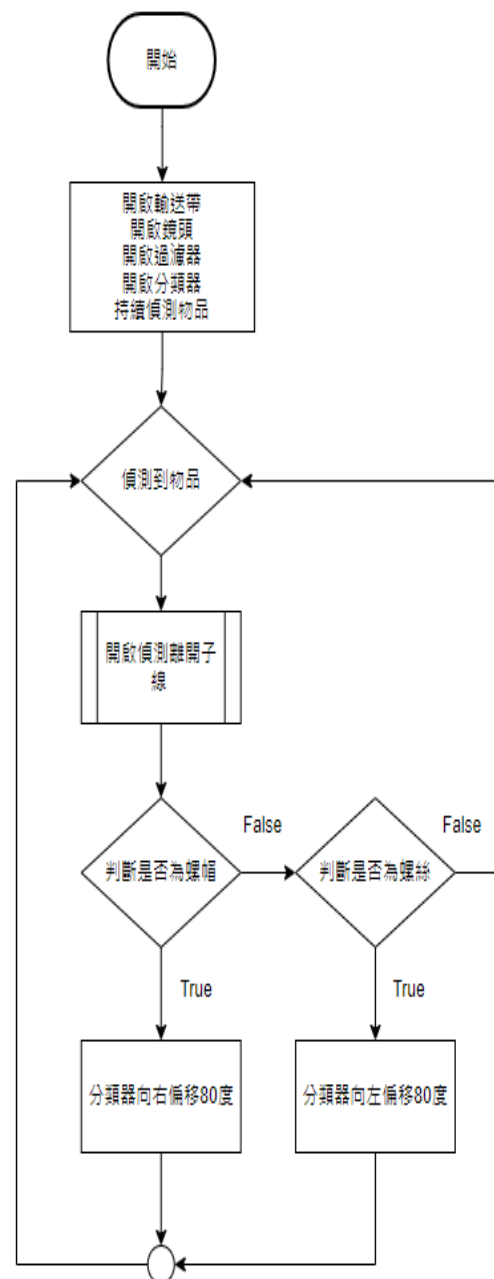 開始
開啟輸送帶
開啟鏡頭
開啟過濾器
開啟分類器
持續偵測物品
偵測到物品
開啟偵測離開子
線
False
False
判斷是否為螺帽
判斷是否為螺絲
True
True
分類器向右偏移80度
分類器向左偏移80度